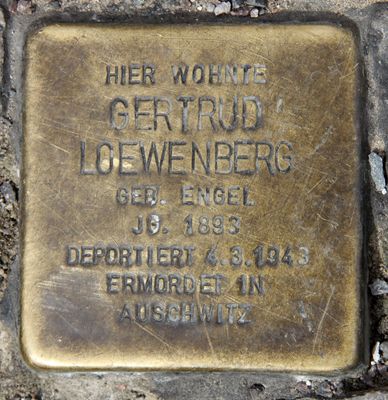 HIER WOHNTE
GERTRUD
LOEWENBERG
GEB. ENGEL
JG. 1893
DEPORTIERT 4.3.1943
ERMORDET IN
AUSCHWITZ